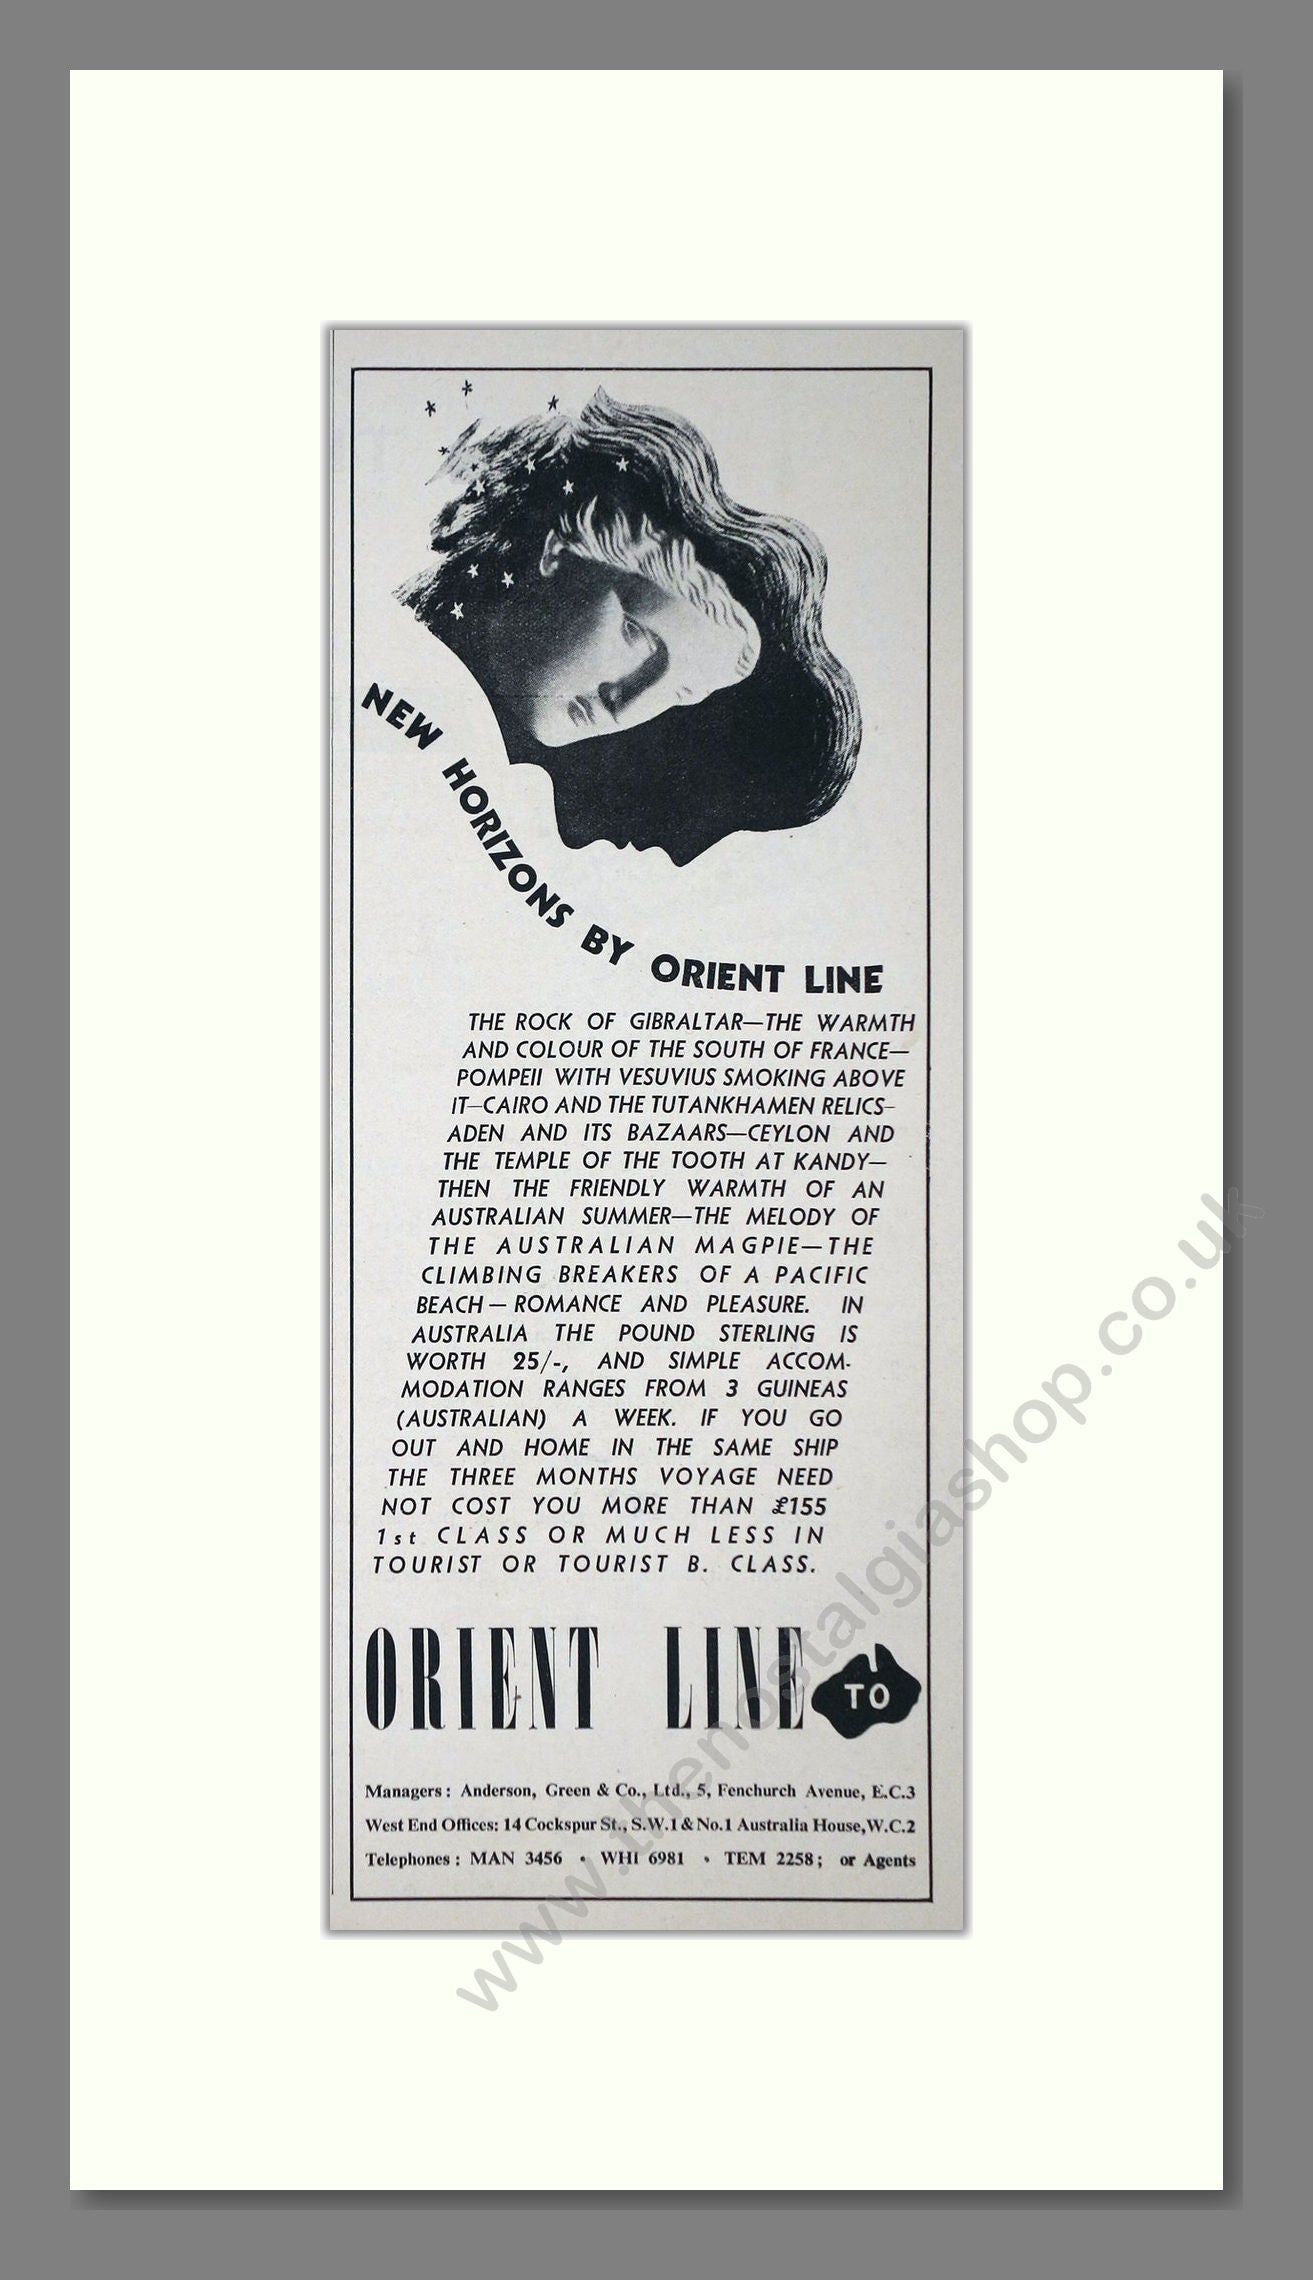 NEW HORIZONS BY ORIENT LINE
THE ROCK OF GIBRALTAR—THE WARMTH
AND COLOUR OF THE SOUTH OF FRANCE—
POMPEII WITH VESUVIUS SMOKING ABOVE
IT—CAIRO AND THE TUTANKHAMEN RELICS-
ADEN AND ITS BAZAARS—CEYLON AND
THE TEMPLE OF THE TOOTH AT KANDY—
THEN THE FRIENDLY WARMTH OF AN
AUSTRALIAN SUMMER—THE MELODY OF
THE AUSTRALIAN MAGPIE—THE
CLIMBING BREAKERS OF A PACIFIC
BEACH — ROMANCE AND PLEASURE. IN
AUSTRALIA THE POUND STERLING IS
WORTH 25/-, AND SIMPLE ACCOM-
MODATION RANGES FROM 3 GUINEAS
(AUSTRALIAN) A WEEK. IF YOU GO
OUT AND HOME IN THE SAME SHIP
THE THREE MONTHS VOYAGE NEED
NOT COST YOU MORE THAN £155
1st CLASS OR MUCH LESS IN
TOURIST OR TOURIST B. CLASS.
ORIENT LINE TO
Managers: Anderson, Green & Co., Ltd., 5, Fenchurch Avenue, E.C.3
West End Offices: 14 Cockspur St., S.W.1 & No.1 Australia House, W.C.2
Telephones: MAN 3456 • WHI 6981 • TEM 2258; or Agents
www.thenostalgiashop.co.uk